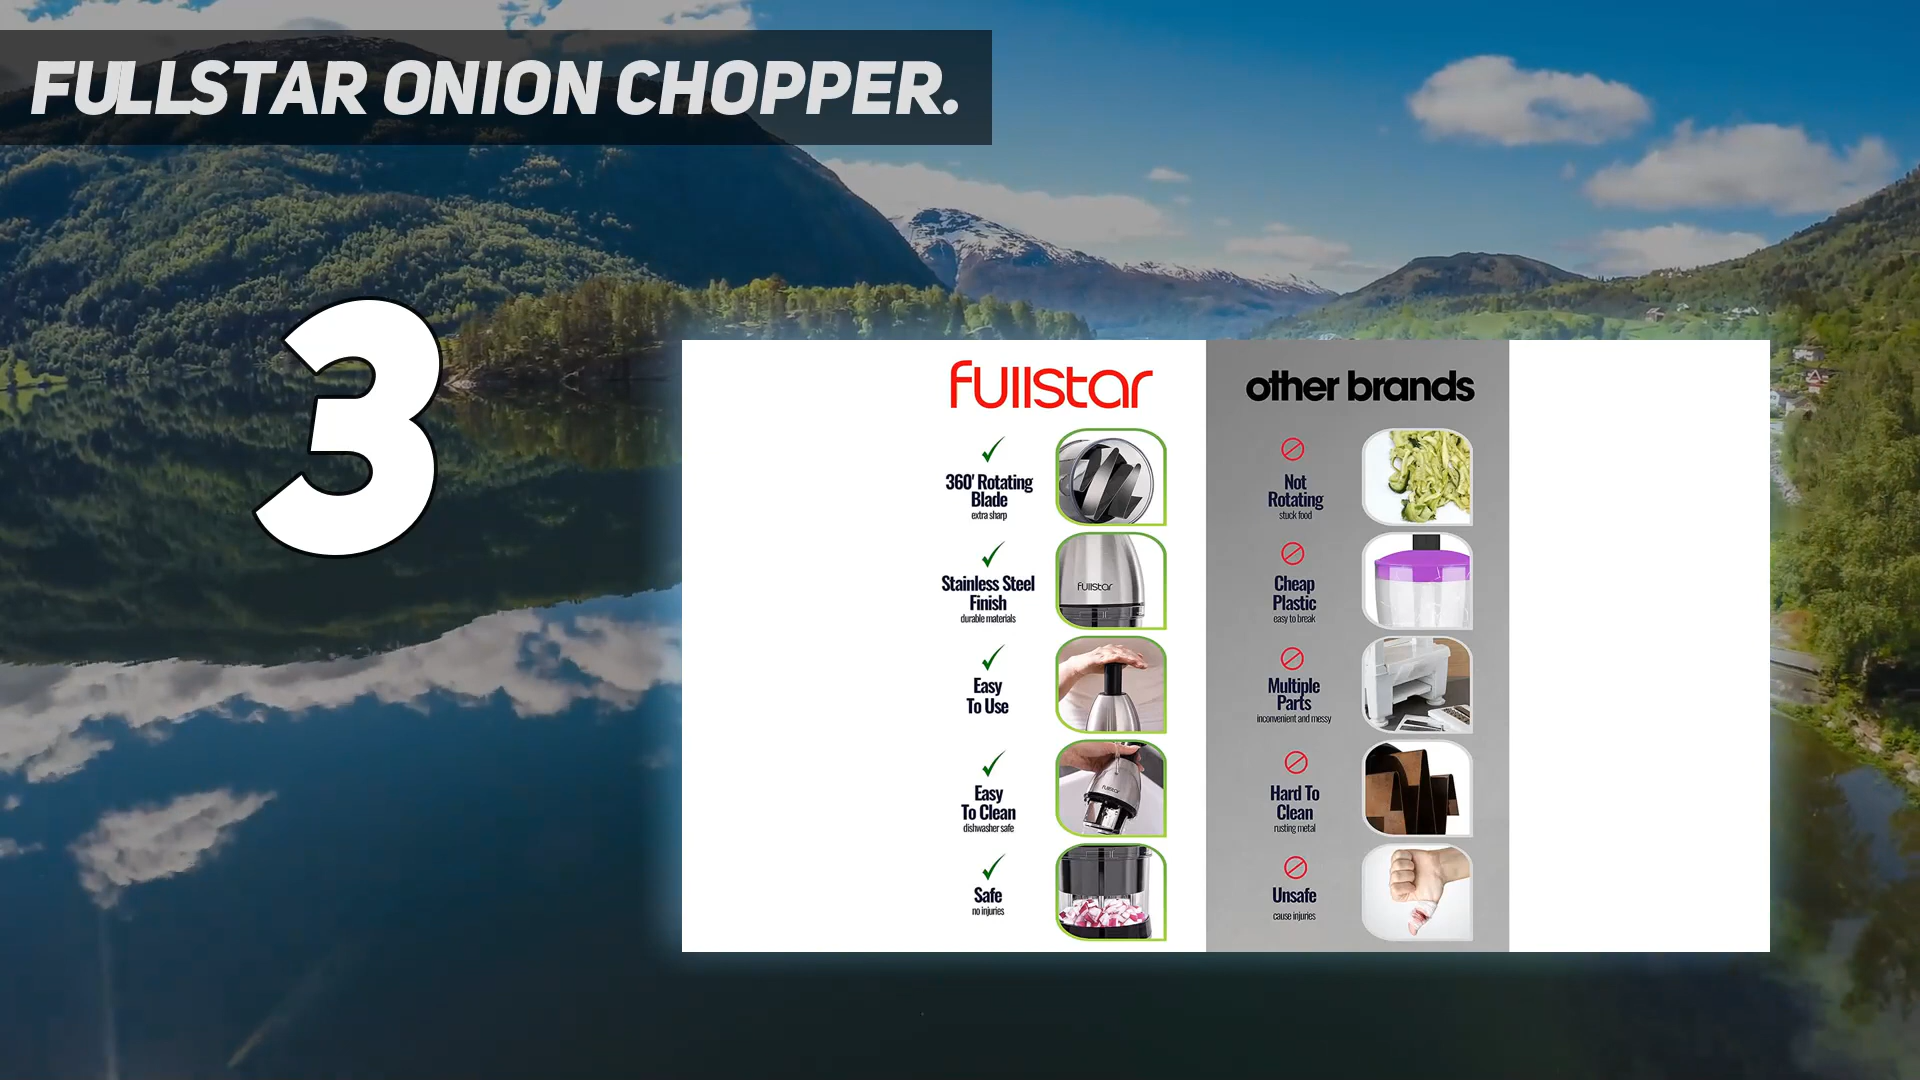 FULLSTAR ONION CHOPPER.
3
fullstar
360' Rotating
Blade
extra sharp
Stainless Steel
Finish
durable materials
fullstar
Easy
To Use
Easy
To Clean
dishwasher safe
fullstar
Safe
no injuries
other brands
Not
Rotating
stuck food
Cheap
Plastic
easy to break
Multiple
Parts
inconvenient and messy
Hard To
Clean
rusting metal
Unsafe
cause injuries